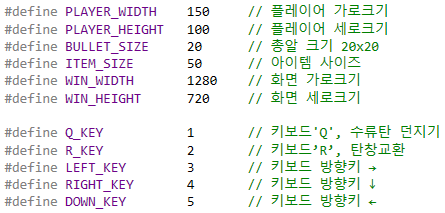 #define PLAYER_WIDTH 150 // 플레이어 가로크기
#define PLAYER_HEIGHT 100 // 플레이어 세로크기
#define BULLET_SIZE 20 // 총알 크기 20x20
#define ITEM_SIZE 50 // 아이템 사이즈
#define WIN_WIDTH 1280 // 화면 가로크기
#define WIN_HEIGHT 720 // 화면 세로크기
#define Q_KEY 1 // 키보드'Q', 수류탄 던지기
#define R_KEY 2 // 키보드’R’, 탄창교환
#define LEFT_KEY 3 // 키보드 방향키 →
#define RIGHT_KEY 4 // 키보드 방향키 ↓
#define DOWN_KEY 5 // 키보드 방향키 ←